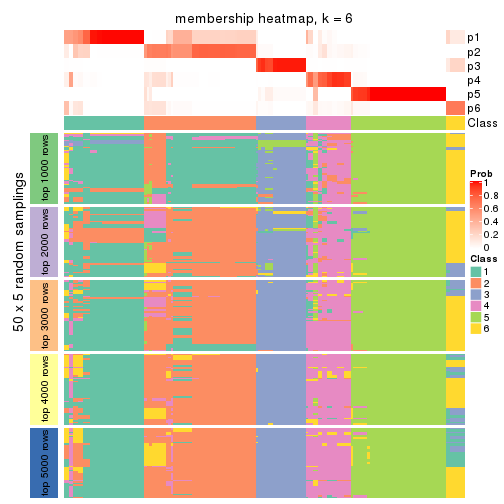 membership heatmap, k = 6
p1
p2
p3
p4
p5
p6
Class
50 x 5 random samplings
top 1000 rows
top 2000 rows
top 3000 rows
top 4000 rows
top 5000 rows
Prob
1
0.8
0.6
0.4
0.2
0
Class
1
2
3
4
5
6